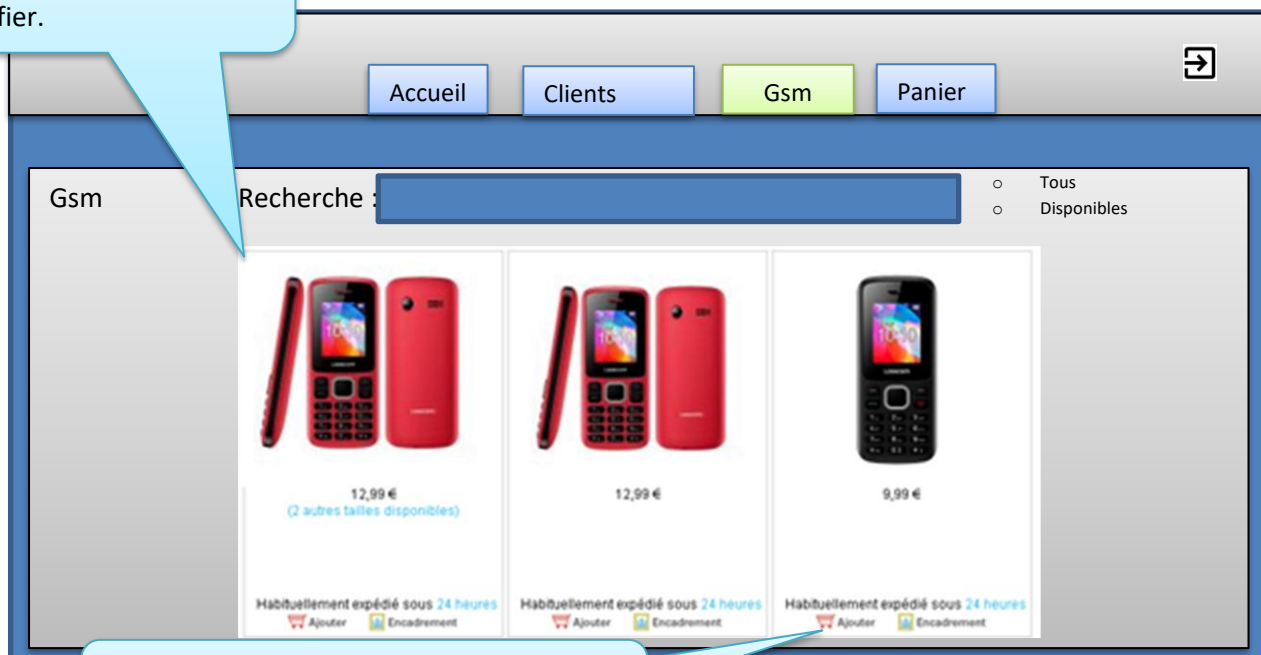 fier.
Accueil
Clients
Gsm
Panier
Gsm
Recherche :
Tous
Disponibles
12,99 €
(2 autres tailles disponibles)
12,99 €
9,99 €
Habituellement expédié sous 24 heures
Habituellement expédié sous 24 heures
Habituellement expédié sous 24 heures
Ajouter Encadrement
Ajouter Encadrement
Ajouter Encadrement